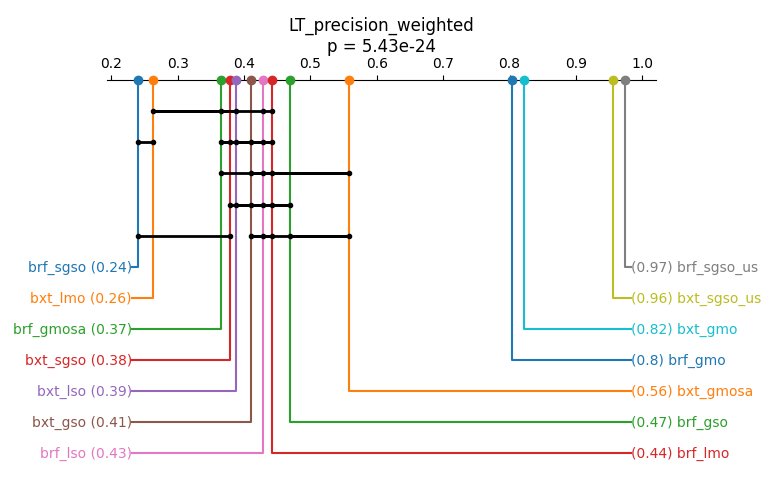 LT_precision_weighted
p = 5.43e-24
0.2 0.3 0.4 0.5 0.6 0.7 0.8 0.9 1.0
brf_sgso (0.24) (0.97) brf_sgso_us
bxt_lmo (0.26) (0.96) bxt_sgso_us
brf_gmosa (0.37) (0.82) bxt_gmo
bxt_sgso (0.38) (0.8) brf_gmo
bxt_lso (0.39) (0.56) bxt_gmosa
bxt_gso (0.41) (0.47) brf_gso
brf_lso (0.43) (0.44) brf_lmo